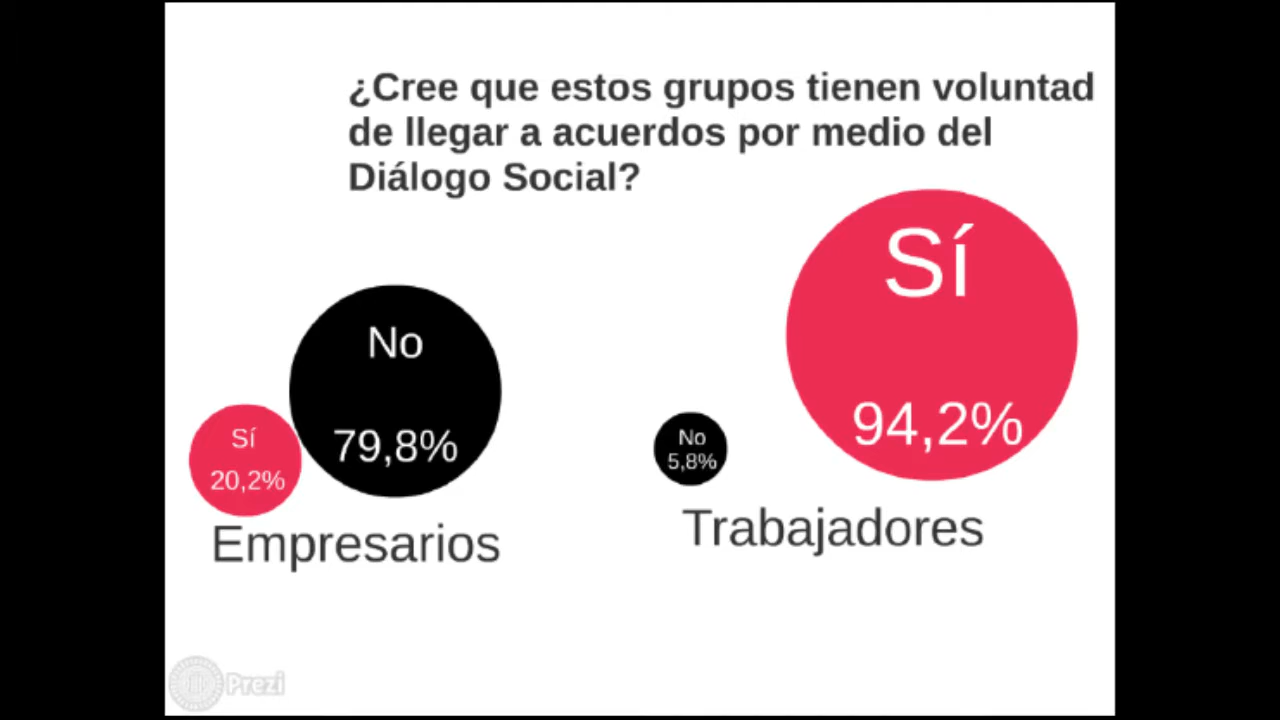 ¿Cree que estos grupos tienen voluntad
de llegar a acuerdos por medio del
Diálogo Social?
No
79,8%
Sí
20,2%
Empresarios
Sí
94,2%
No
5,8%
Trabajadores
Prezi